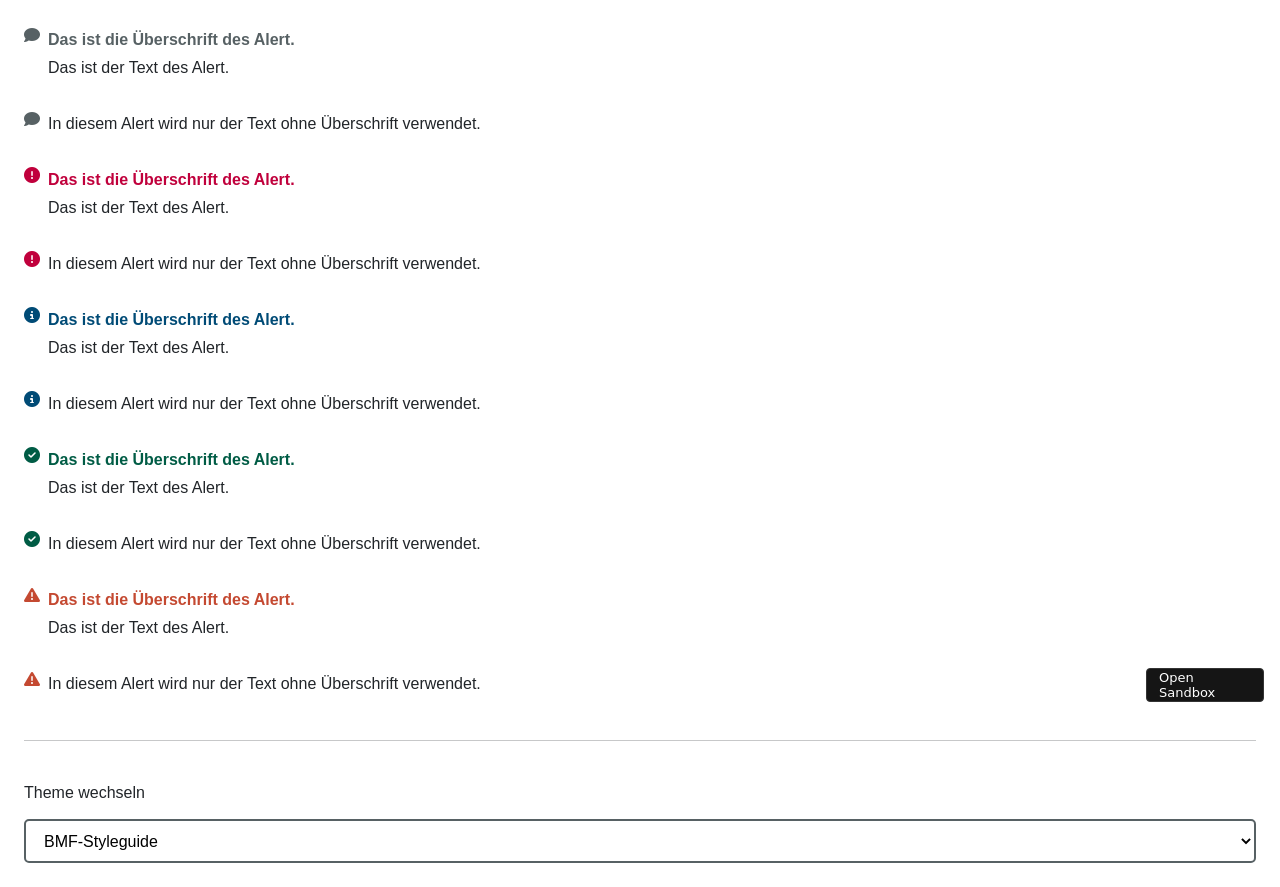 Das ist die Überschrift des Alert.
Das ist der Text des Alert.
In diesem Alert wird nur der Text ohne Überschrift verwendet.
Das ist die Überschrift des Alert.
Das ist der Text des Alert.
In diesem Alert wird nur der Text ohne Überschrift verwendet.
Das ist die Überschrift des Alert.
Das ist der Text des Alert.
In diesem Alert wird nur der Text ohne Überschrift verwendet.
Das ist die Überschrift des Alert.
Das ist der Text des Alert.
In diesem Alert wird nur der Text ohne Überschrift verwendet.
Das ist die Überschrift des Alert.
Das ist der Text des Alert.
In diesem Alert wird nur der Text ohne Überschrift verwendet.
Open
Sandbox
Theme wechseln
BMF-Styleguide